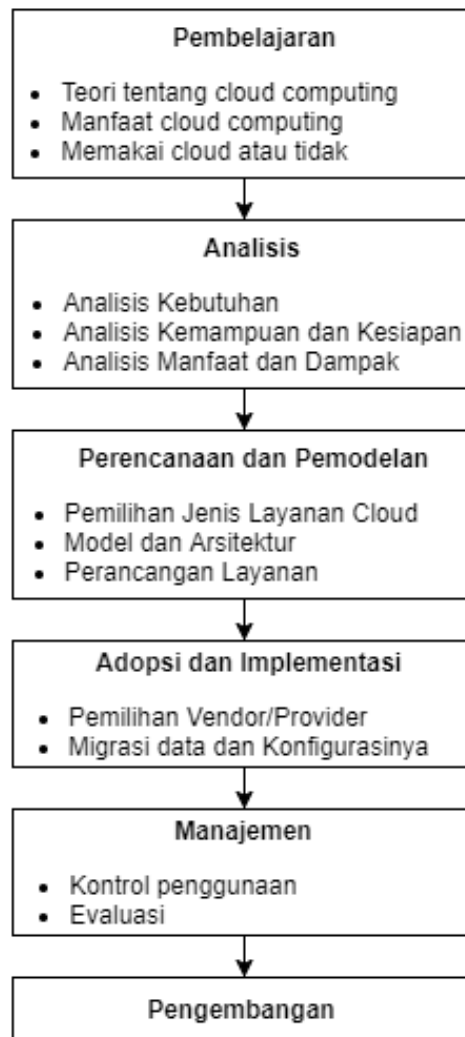 Pembelajaran
• Teori tentang cloud computing
• Manfaat cloud computing
• Memakai cloud atau tidak
Analisis
• Analisis Kebutuhan
• Analisis Kemampuan dan Kesiapan
• Analisis Manfaat dan Dampak
Perencanaan dan Pemodelan
• Pemilihan Jenis Layanan Cloud
• Model dan Arsitektur
• Perancangan Layanan
Adopsi dan Implementasi
• Pemilihan Vendor/Provider
• Migrasi data dan Konfigurasinya
Manajemen
• Kontrol penggunaan
• Evaluasi
Pengembangan